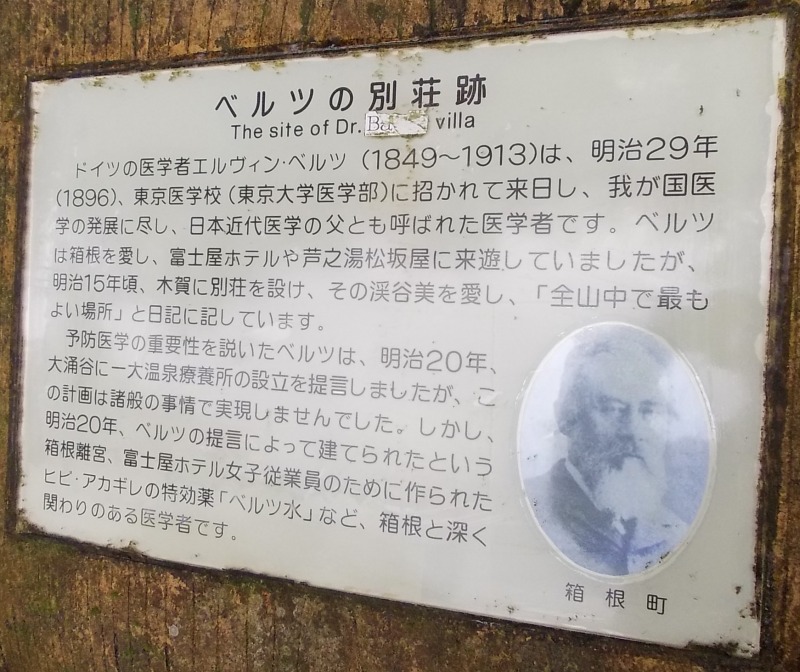 ベルツの別荘跡
The site of Dr. villa
ドイツの医学者エルヴィン・ベルツ（1849〜1913)は、明治29年
(1896)、東京医学校（東京大学医学部)に招かれて来日し、我が国医
学の発展に尽し、日本近代医学の父とも呼ばれた医学者です。ベルツ
は箱根を愛し、富士屋ホテルや芦之湯松坂屋に来遊していましたが、
明治15年頃、木賀に別荘を設け、その渓谷美を愛し、「全山中で最も
よい場所」と日記に記しています。
予防医学の重要性を説いたベルツは、明治20年、
大涌谷に一大温泉療養所の設立を提言しましたが、こ
の計画は諸般の事情で実現しませんでした。しかし、
明治20年、ベルツの提言によって建てられたという
箱根離宮、富士屋ホテル女子従業員のために作られた
ヒビ・アカギレの特効薬「ベルツ水」など、箱根と深く
関わりのある医学者です。
箱根町